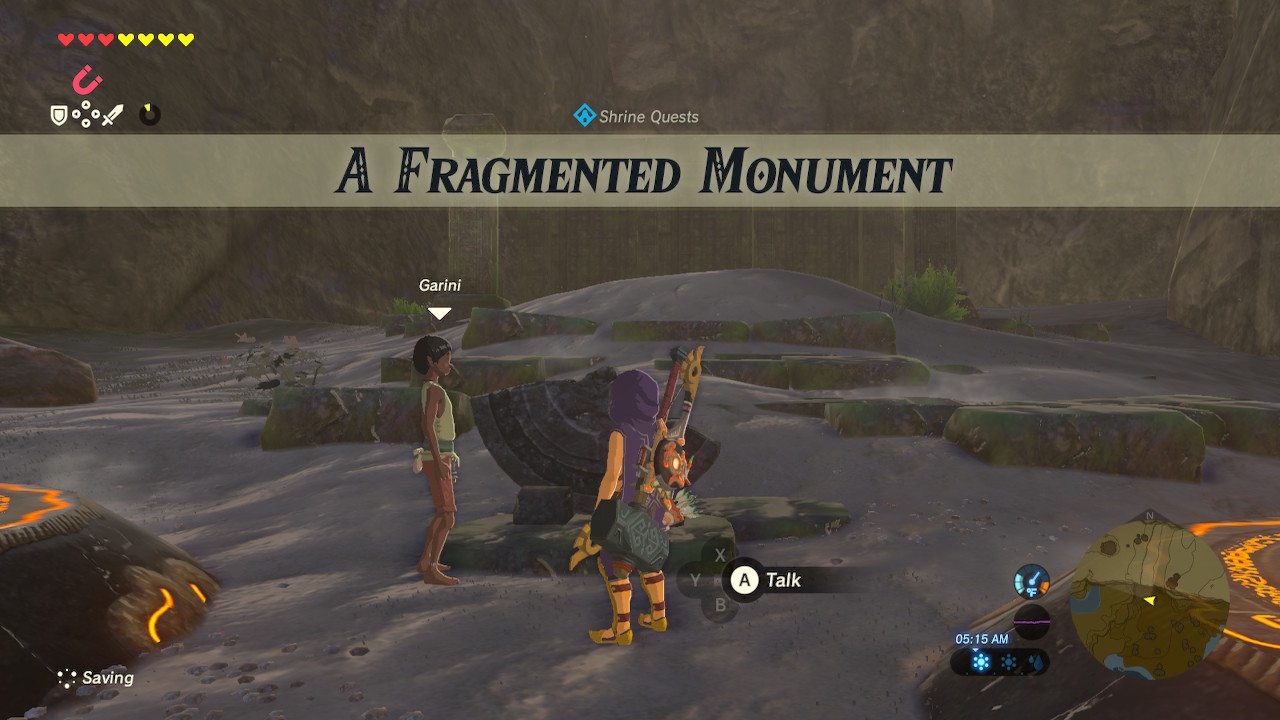 Shrine Quests
A Fragmented Monument
Garini
N
X
Y
A Talk
B
°F
05:15 AM
Saving